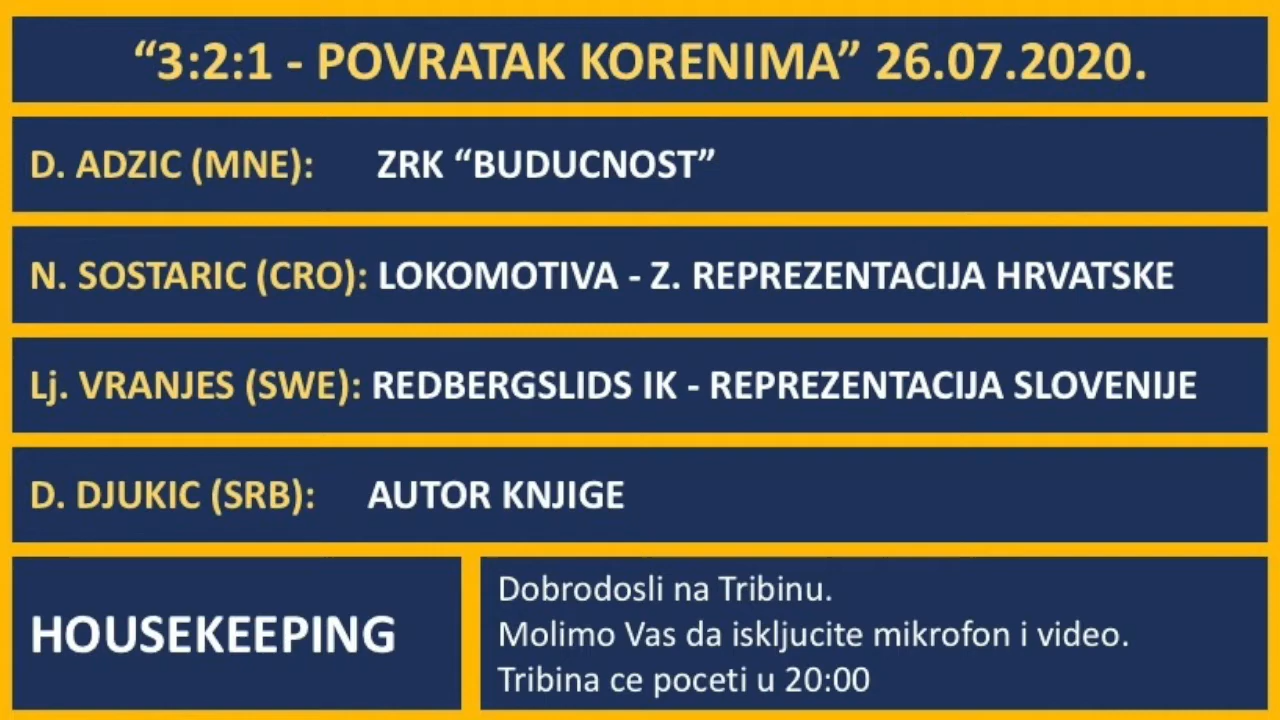 “3:2:1 - POVRATAK KORENIMA” 26.07.2020.
D. ADZIC (MNE): ZRK “BUDUCNOST”
N. SOSTARIC (CRO): LOKOMOTIVA - Z. REPREZENTACIJA HRVATSKE
Lj. VRANJES (SWE): REDBERGSLIDS IK - REPREZENTACIJA SLOVENIJE
D. DJUKIC (SRB): AUTOR KNJIGE
HOUSEKEEPING
Dobrodosli na Tribinu.
Molimo Vas da iskljucite mikrofon i video.
Tribina ce poceti u 20:00